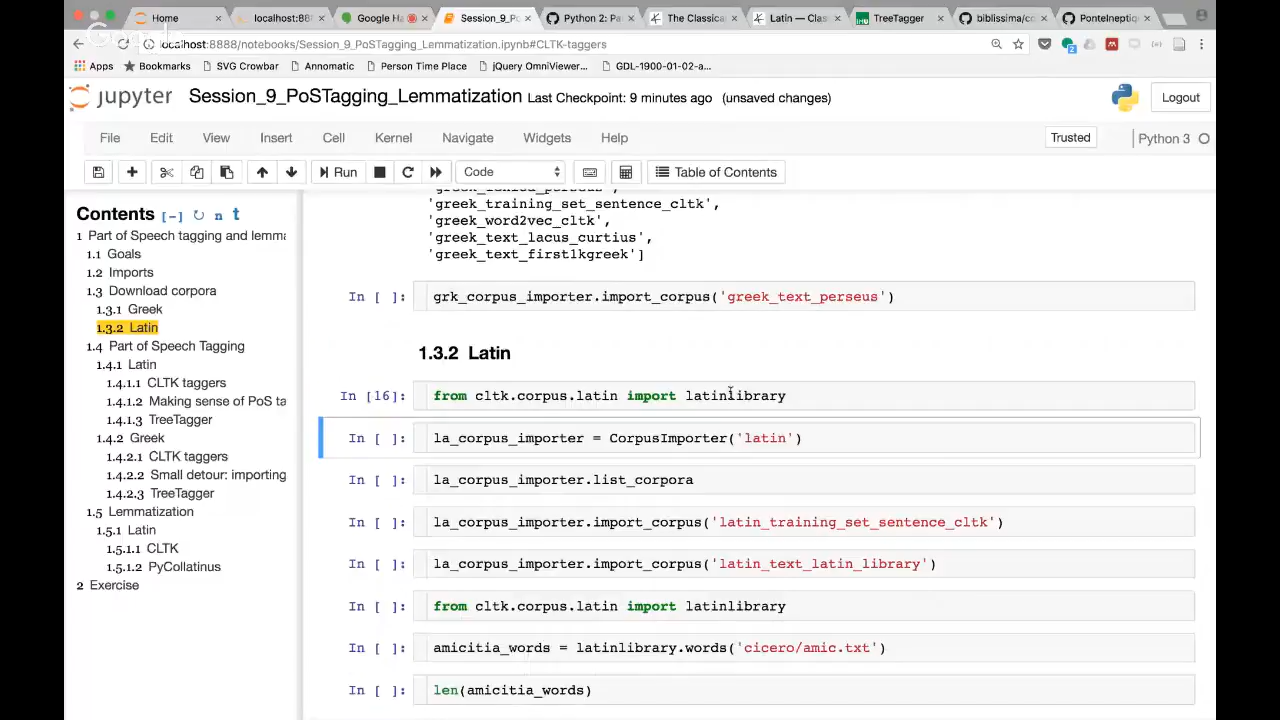 Home
localhost:888
Google Ha
Session_9_Po
Python 2: Pa
The Classica
Latin — Clas
TreeTagger
biblissima/co
PonteIneptiq
localhost:8888/notebooks/Session_9_PoSTagging_Lemmatization.ipynb#CLTK-taggers
Apps
Bookmarks
SVG Crowbar
Annomatic
Person Time Place
jQuery OmniViewer...
GDL-1900-01-02-a...
jupyter
Session_9_PoSTagging_Lemmatization Last Checkpoint: 9 minutes ago (unsaved changes)
Logout
File Edit View Insert Cell Kernel Navigate Widgets Help
Trusted
Python 3
Run
Code
Table of Contents
Contents [-] n t
1 Part of Speech tagging and lemma
1.1 Goals
1.2 Imports
1.3 Download corpora
1.3.1 Greek
1.3.2 Latin
1.4 Part of Speech Tagging
1.4.1 Latin
1.4.1.1 CLTK taggers
1.4.1.2 Making sense of PoS ta
1.4.1.3 TreeTagger
1.4.2 Greek
1.4.2.1 CLTK taggers
1.4.2.2 Small detour: importing
1.4.2.3 TreeTagger
1.5 Lemmatization
1.5.1 Latin
1.5.1.1 CLTK
1.5.1.2 PyCollatinus
2 Exercise
'greek_training_set_sentence_cltk',
'greek_word2vec_cltk',
'greek_text_lacus_curtius',
'greek_text_first1kgreek']
In [ ]: grk_corpus_importer.import_corpus('greek_text_perseus')
1.3.2 Latin
In [16]: from cltk.corpus.latin import latinlibrary
In [ ]: la_corpus_importer = CorpusImporter('latin')
In [ ]: la_corpus_importer.list_corpora
In [ ]: la_corpus_importer.import_corpus('latin_training_set_sentence_cltk')
In [ ]: la_corpus_importer.import_corpus('latin_text_latin_library')
In [ ]: from cltk.corpus.latin import latinlibrary
In [ ]: amicitia_words = latinlibrary.words('cicero/amic.txt')
In [ ]: len(amicitia_words)